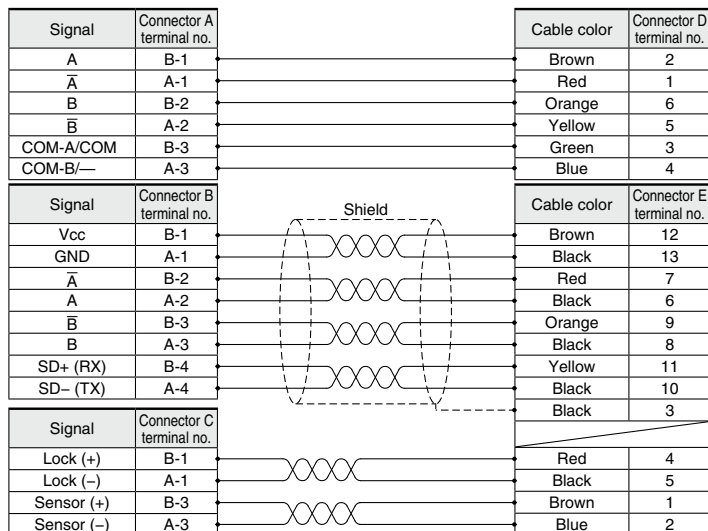 Signal Connector A terminal no. Cable color Connector D terminal no.
A B-1 Brown 2
A̅ A-1 Red 1
B B-2 Orange 6
B̅ A-2 Yellow 5
COM-A/COM B-3 Green 3
COM-B/— A-3 Blue 4
Signal Connector B terminal no. Shield Cable color Connector E terminal no.
Vcc B-1 Brown 12
GND A-1 Black 13
A̅ B-2 Red 7
A A-2 Black 6
B̅ B-3 Orange 9
B A-3 Black 8
SD+ (RX) B-4 Yellow 11
SD− (TX) A-4 Black 10
Black 3
Signal Connector C terminal no.
Lock (+) B-1 Red 4
Lock (−) A-1 Black 5
Sensor (+) B-3 Brown 1
Sensor (−) A-3 Blue 2